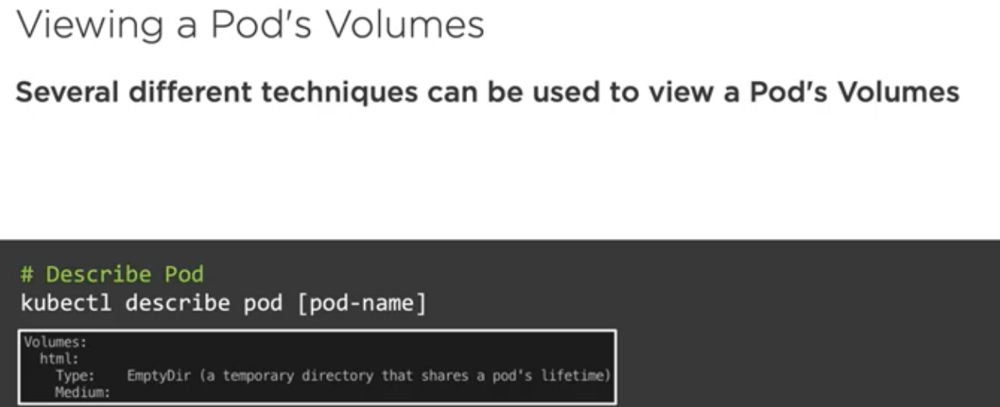 Viewing a Pod's Volumes
Several different techniques can be used to view a Pod's Volumes
# Describe Pod
kubectl describe pod [pod-name]
Volumes:
  html:
    Type:    EmptyDir (a temporary directory that shares a pod's lifetime)
    Medium: